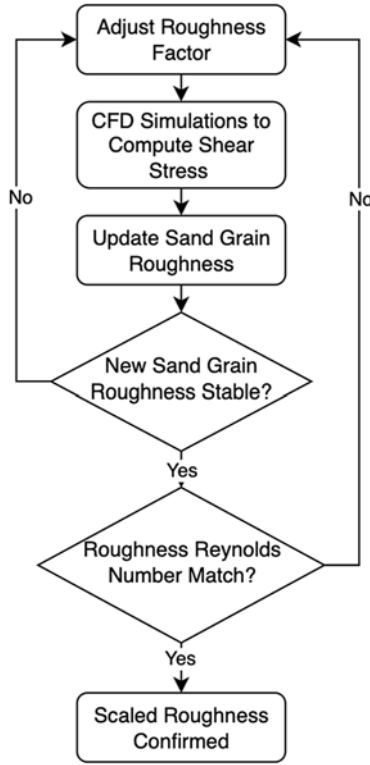 Adjust Roughness
Factor
CFD Simulations to
Compute Shear
Stress
No
No
Update Sand Grain
Roughness
New Sand Grain
Roughness Stable?
Yes
Roughness Reynolds
Number Match?
Yes
Scaled Roughness
Confirmed